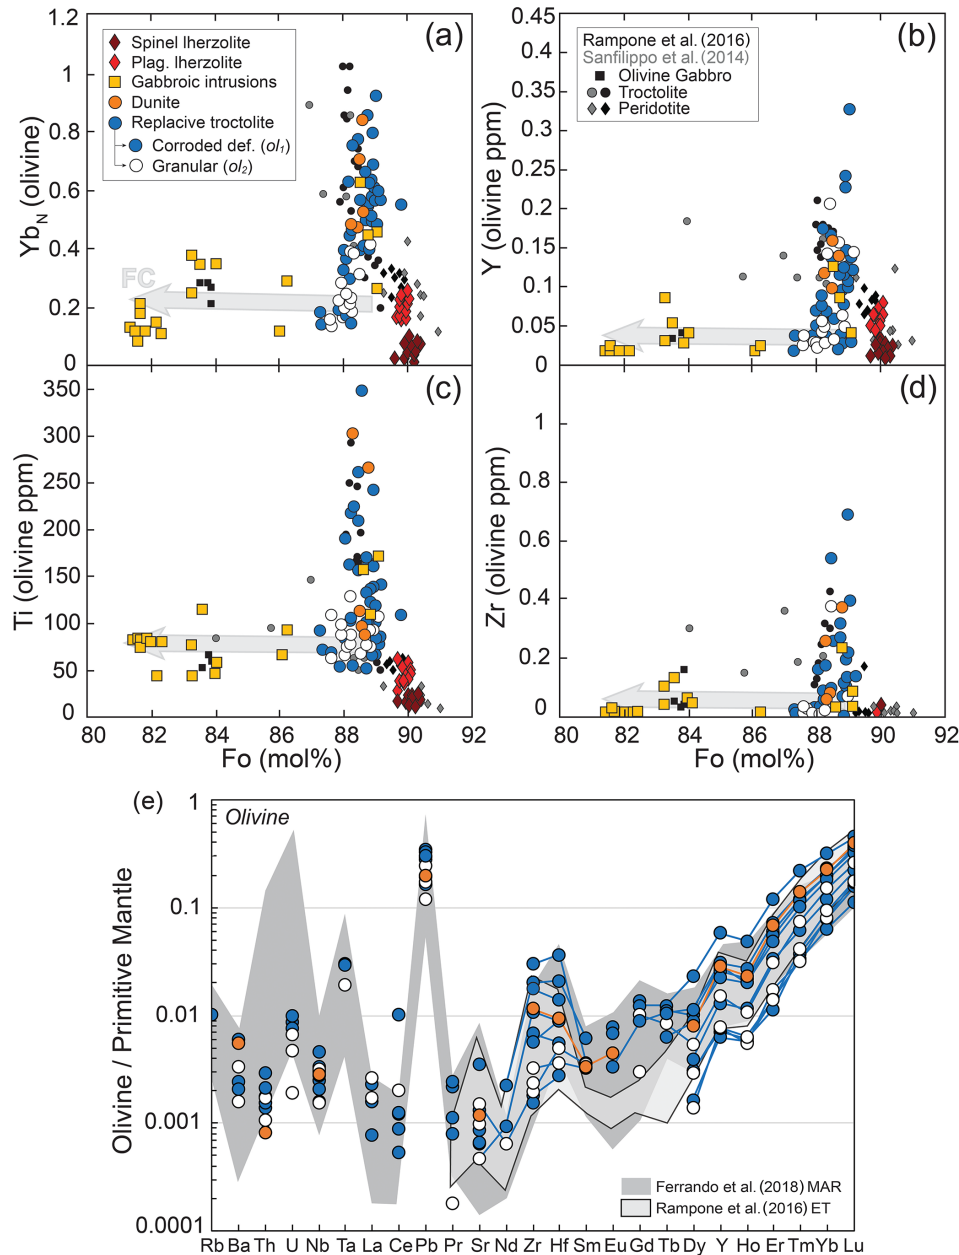 (a)
1.2
1
0.8
0.6
0.4
0.2
0
Yb_N (olivine)
Spinel lherzolite
Plag. lherzolite
Gabbroic intrusions
Dunite
Replacive troctolite
Corroded def. (ol₁)
Granular (ol₂)
FC
(b)
0.45
0.4
0.35
0.3
0.25
0.2
0.15
0.1
0.05
0
Y (olivine ppm)
Rampone et al. (2016)
Sanfilippo et al. (2014)
Olivine Gabbro
Troctolite
Peridotite
(c)
350
300
250
200
150
100
50
0
Ti (olivine ppm)
80 82 84 86 88 90 92
Fo (mol%)
(d)
1
0.8
0.6
0.4
0.2
0
Zr (olivine ppm)
80 82 84 86 88 90 92
Fo (mol%)
(e)
Olivine
1
0.1
0.01
0.001
0.0001
Olivine / Primitive Mantle
Ferrando et al. (2018) MAR
Rampone et al. (2016) ET
Rb Ba Th U Nb Ta La Ce Pb Pr Sr Nd Zr Hf Sm Eu Gd Tb Dy Y Ho Er Tm Yb Lu